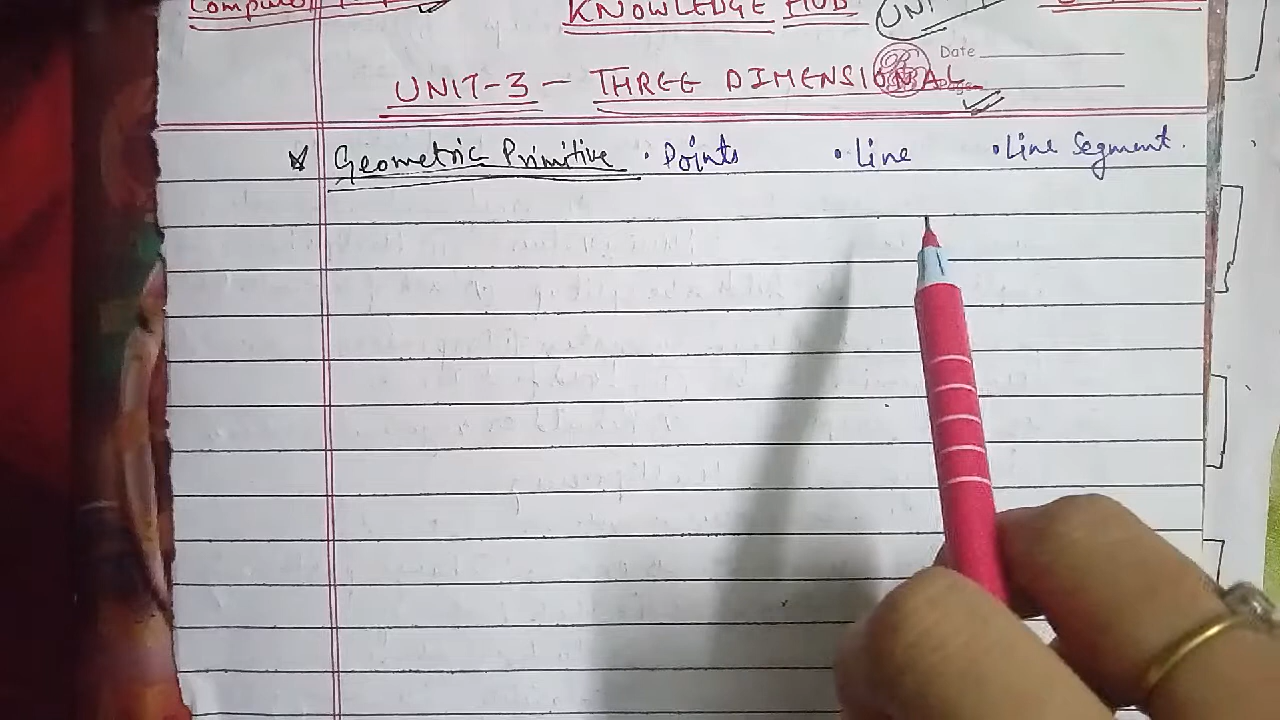 KNOWLEDGE HUB
Date
UNIT-3 - THREE DIMENSIONAL
Geometric Primitive • Points • Line • Line Segment.